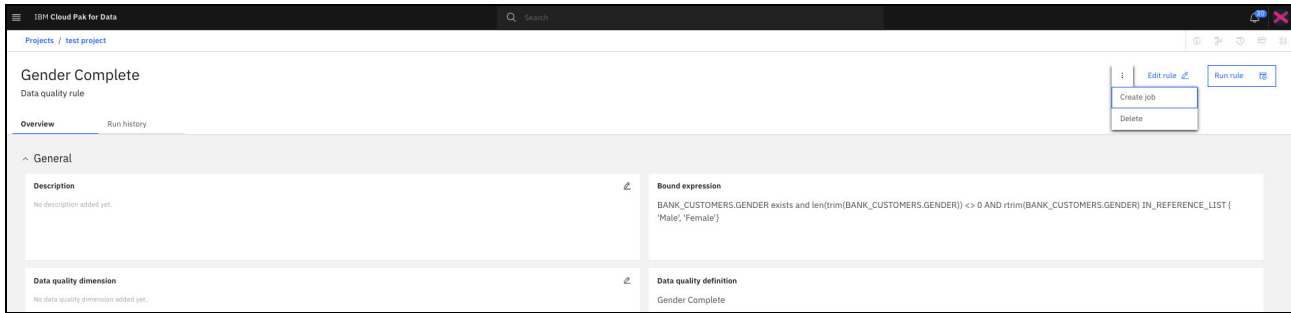 IBM Cloud Pak for Data
Search
30
Projects / test project
Gender Complete
Data quality rule
Edit rule
Run rule
Create job
Delete
Overview
Run history
General
Description
No description added yet.
Bound expression
BANK_CUSTOMERS.GENDER exists and len(trim(BANK_CUSTOMERS.GENDER)) <> 0 AND rtrim(BANK_CUSTOMERS.GENDER) IN_REFERENCE_LIST {
'Male', 'Female'}
Data quality dimension
No data quality dimension added yet.
Data quality definition
Gender Complete